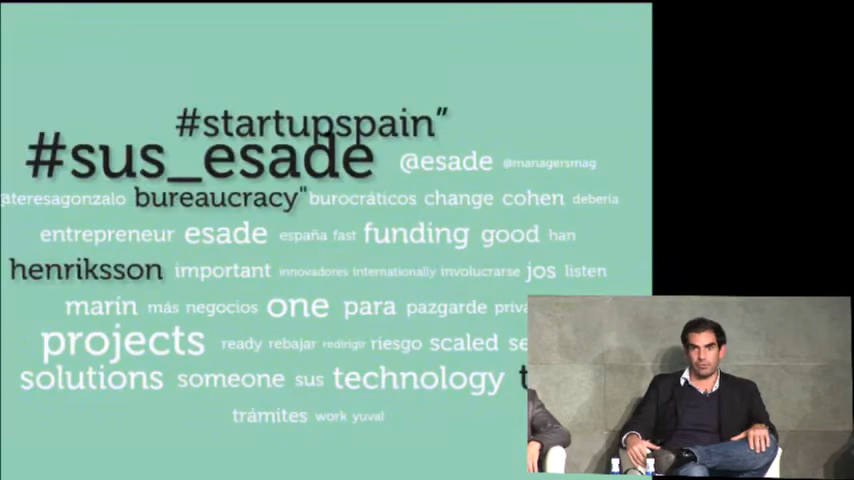 #startupspain”
#sus_esade @esade @managersmag
@teresagonzalo bureaucracy" burocráticos change cohen debería
entrepreneur esade españa fast funding good han
henriksson important innovadores internationally involucrarse jos listen
marín más negocios one para pazgarde
projects ready rebajar redirigir riesgo scaled
solutions someone sus technology
trámites work yuval